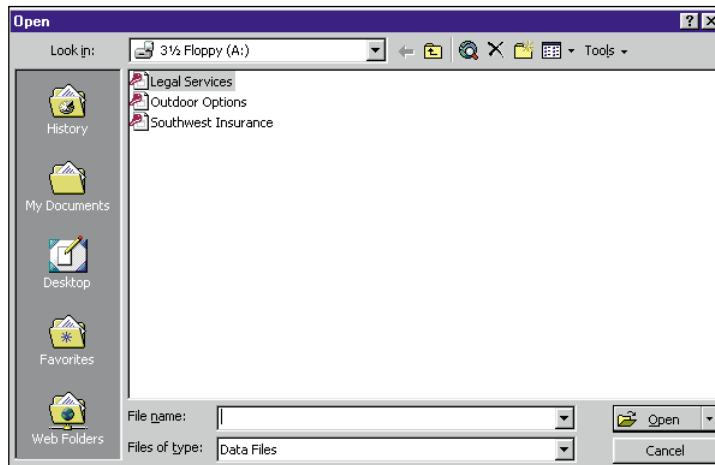 Open
Look in: 3½ Floppy (A:) Tools
Legal Services
Outdoor Options
Southwest Insurance
History
My Documents
Desktop
Favorites
Web Folders
File name: Open
Files of type: Data Files Cancel